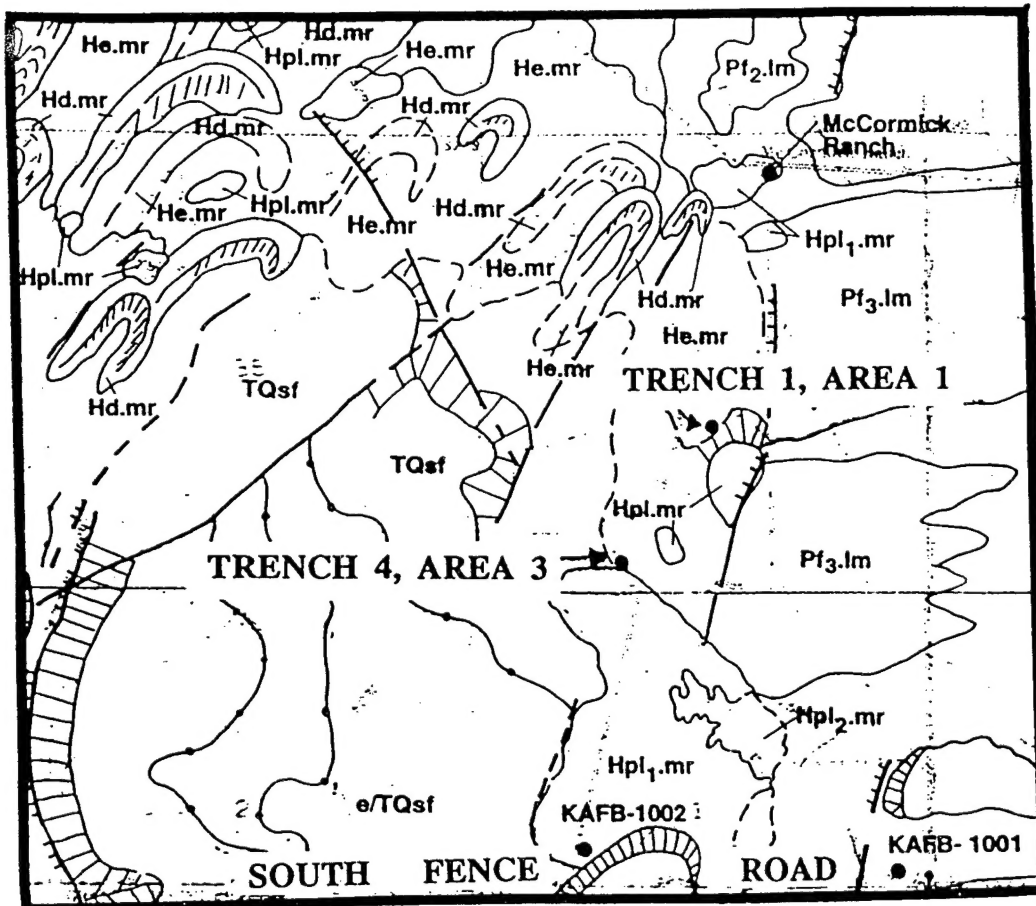 He.mr
Hd.mr
Hpl.mr
He.mr
He.mr
Pf2.lm
Hd.mr
Hd.mr
Hd.mr
McCormick
Ranch
He.mr
Hpl.mr
He.mr
Hd.mr
Hpl1.mr
Hpl.mr
He.mr
Hd.mr
Pf3.lm
He.mr
He.mr
TQsf
TRENCH 1, AREA 1
Hd.mr
TQsf
Hpl.mr
TRENCH 4, AREA 3
Pf3.lm
Hpl2.mr
Hpl1.mr
e/TQsf
KAFB-1002
KAFB- 1001
SOUTH FENCE ROAD